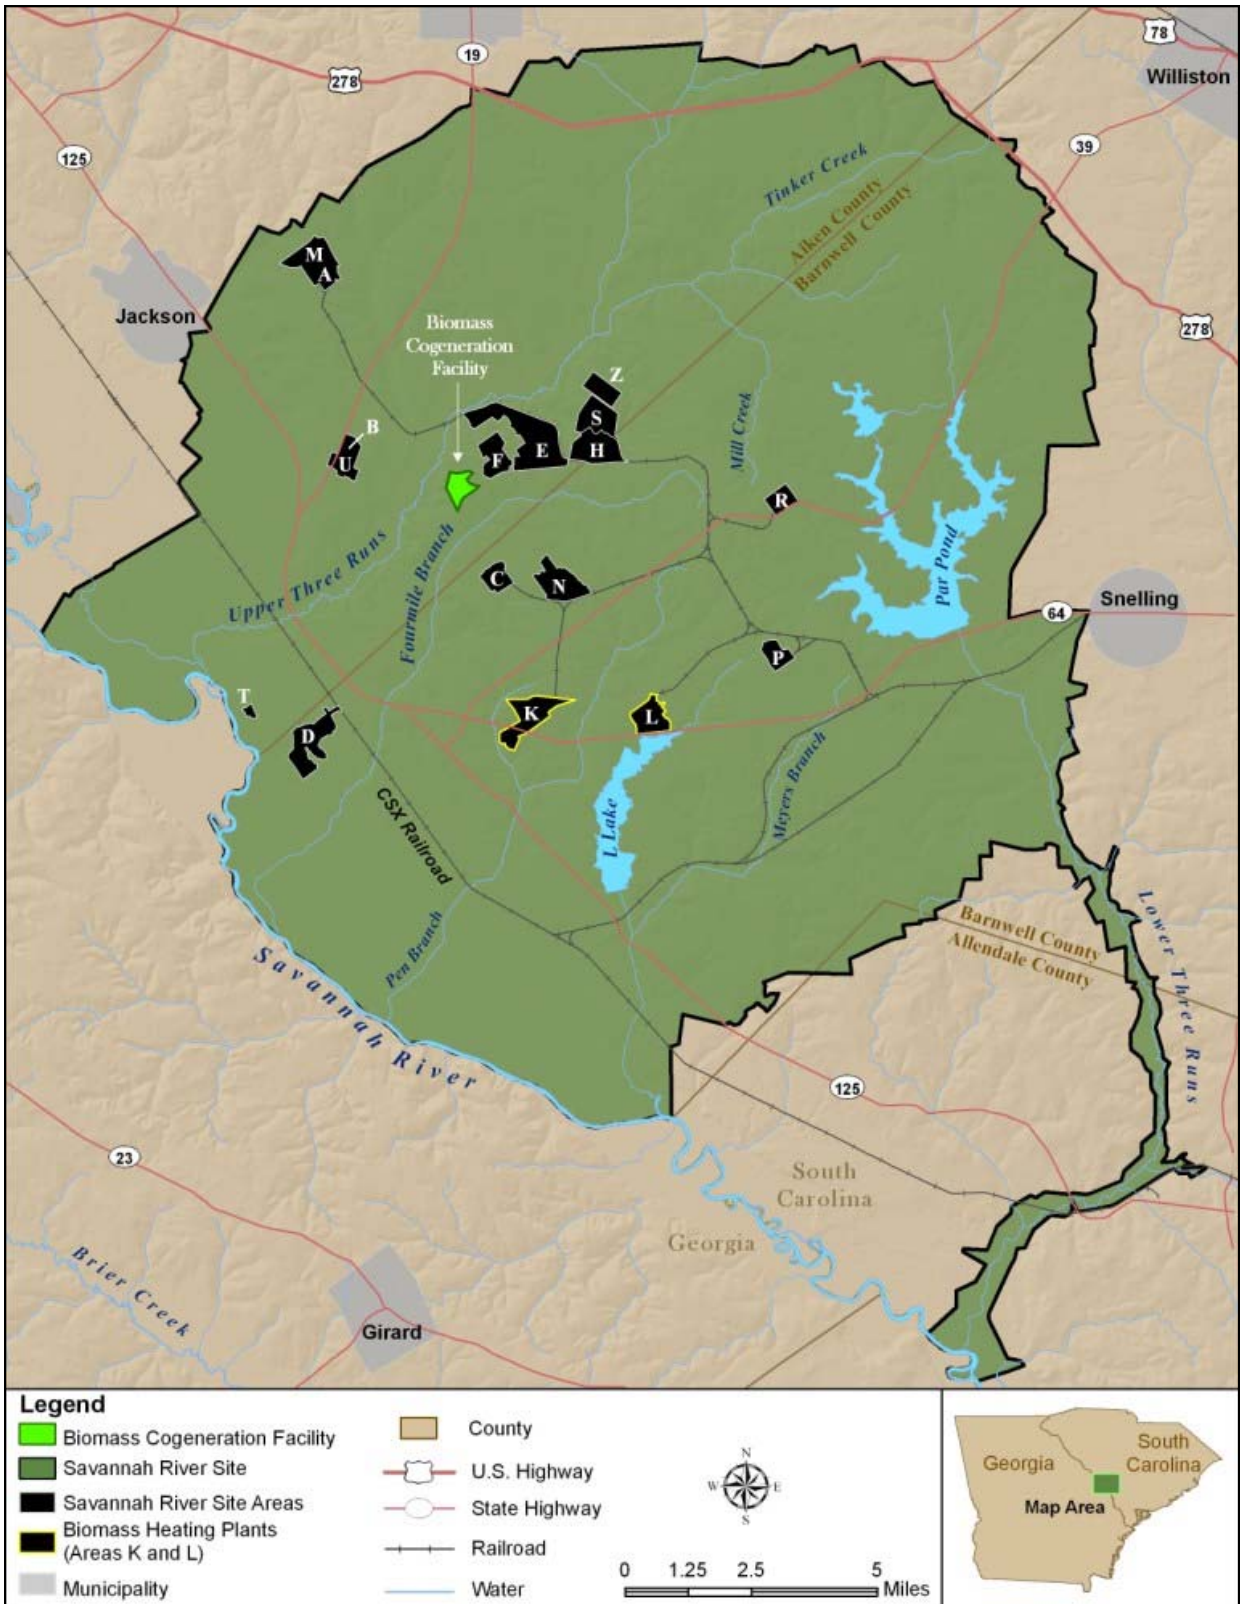 78
Williston
19
278
125
39
Tinker Creek
Aiken County
Barnwell County
M
A
Jackson
278
Biomass
Cogeneration
Facility
Z
S
B
H
E
F
U
Mill Creek
R
Par Pond
Upper Three Runs
Fourmile Branch
C
N
Snelling
64
P
T
K
L
D
CSX Railroad
L Lake
Meyers Branch
Pen Branch
Barnwell County
Allendale County
Lower Three Runs
Savannah River
125
23
South
Carolina
Georgia
Brier Creek
Girard
Legend
Biomass Cogeneration Facility
Savannah River Site
Savannah River Site Areas
Biomass Heating Plants
(Areas K and L)
Municipality
County
U.S. Highway
State Highway
Railroad
Water
N
W
E
S
0 1.25 2.5 5
Miles
Georgia
South
Carolina
Map Area